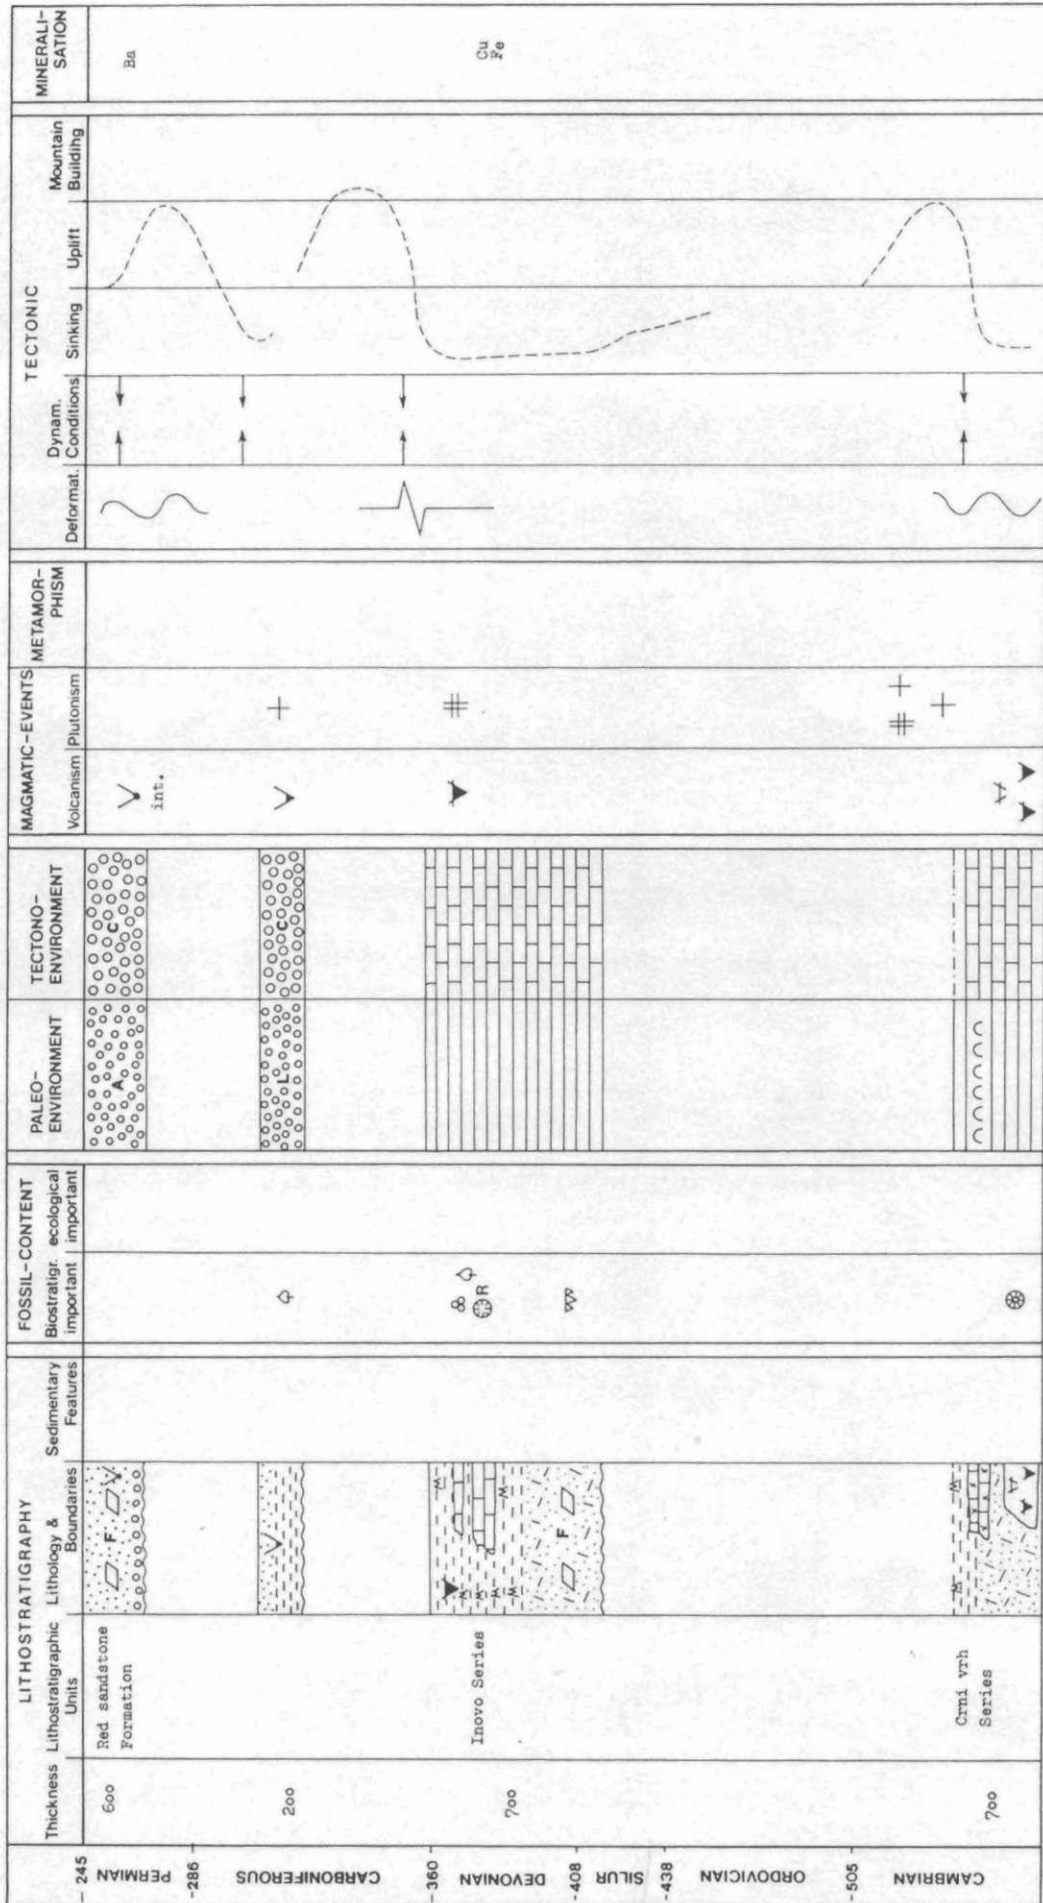 LITHOSTRATIGRAPHY
FOSSIL-CONTENT
PALEO-
ENVIRONMENT
TECTONO-
ENVIRONMENT
MAGMATIC-EVENTS
METAMOR-
PHISM
TECTONIC
MINERALI-
SATION
Thickness
Lithostratigraphic
Units
Lithology &
Boundaries
Sedimentary
Features
Biostratigr.
important
ecological
important
Volcanism
Plutonism
Deformat.
Dynam.
Conditions
Sinking
Uplift
Mountain
Building
-245
PERMIAN
600
Red sandstone
Formation
F
A
C
int.
Ba
-286
CARBONIFEROUS
200
L
C
-360
DEVONIAN
700
Inovo Series
F
R
Cu
Fe
-408
SILUR
-438
ORDOVICIAN
-505
CAMBRIAN
700
Crni vrh
Series